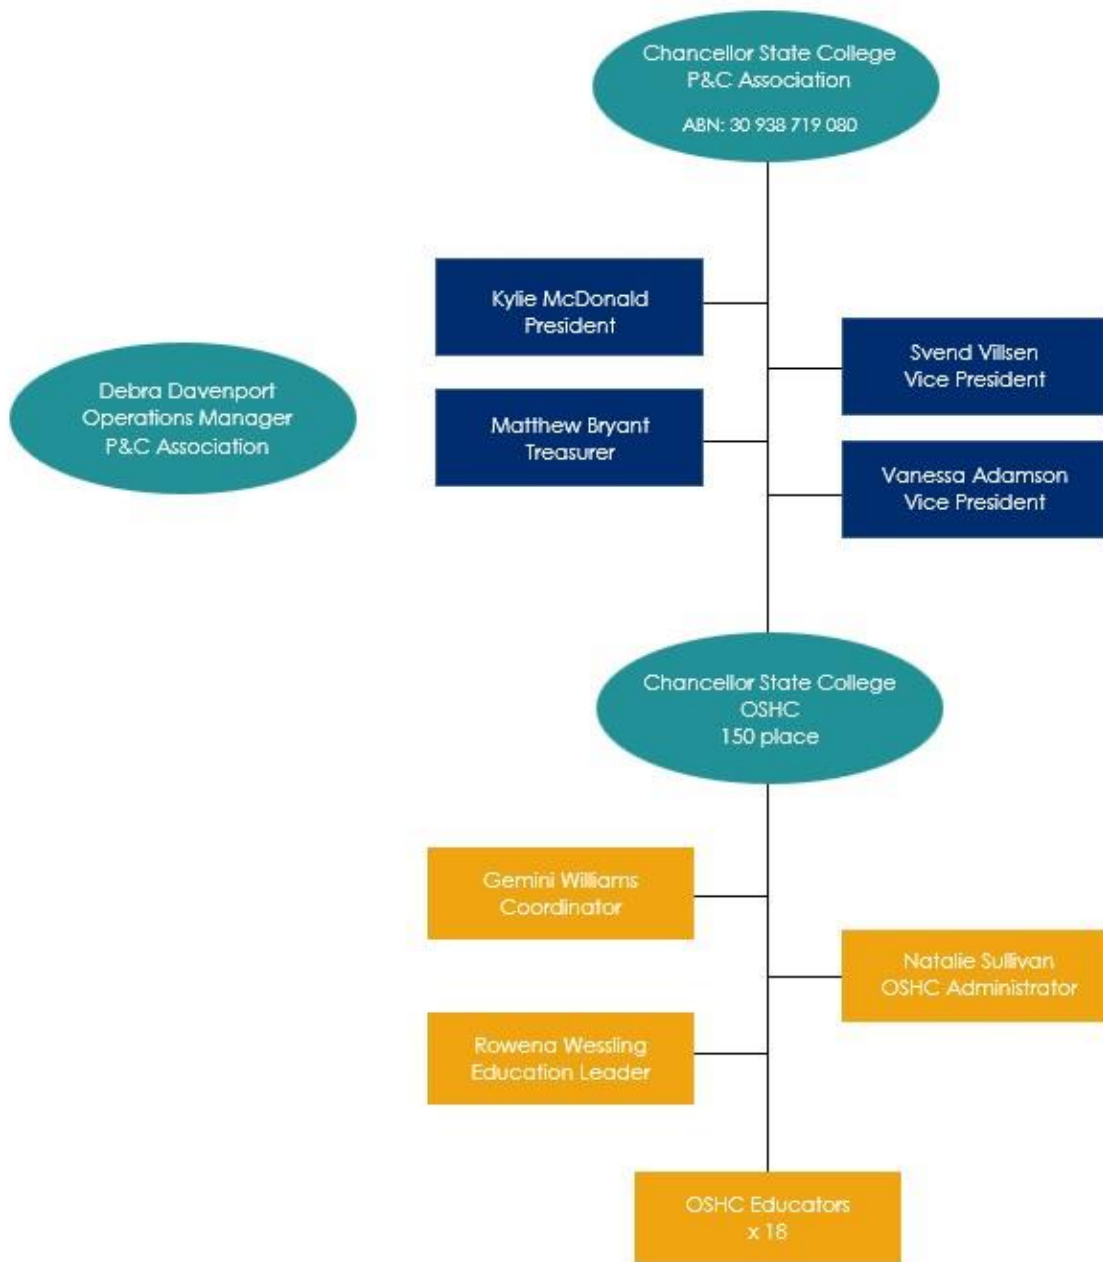 Chancellor State College
P&C Association
ABN: 30 938 719 080
Kylie McDonald
President
Svend Villsen
Vice President
Debra Davenport
Operations Manager
P&C Association
Matthew Bryant
Treasurer
Vanessa Adamson
Vice President
Chancellor State College
OSHC
150 place
Gemini Williams
Coordinator
Natalie Sullivan
OSHC Administrator
Rowena Wessling
Education Leader
OSHC Educators
x 18